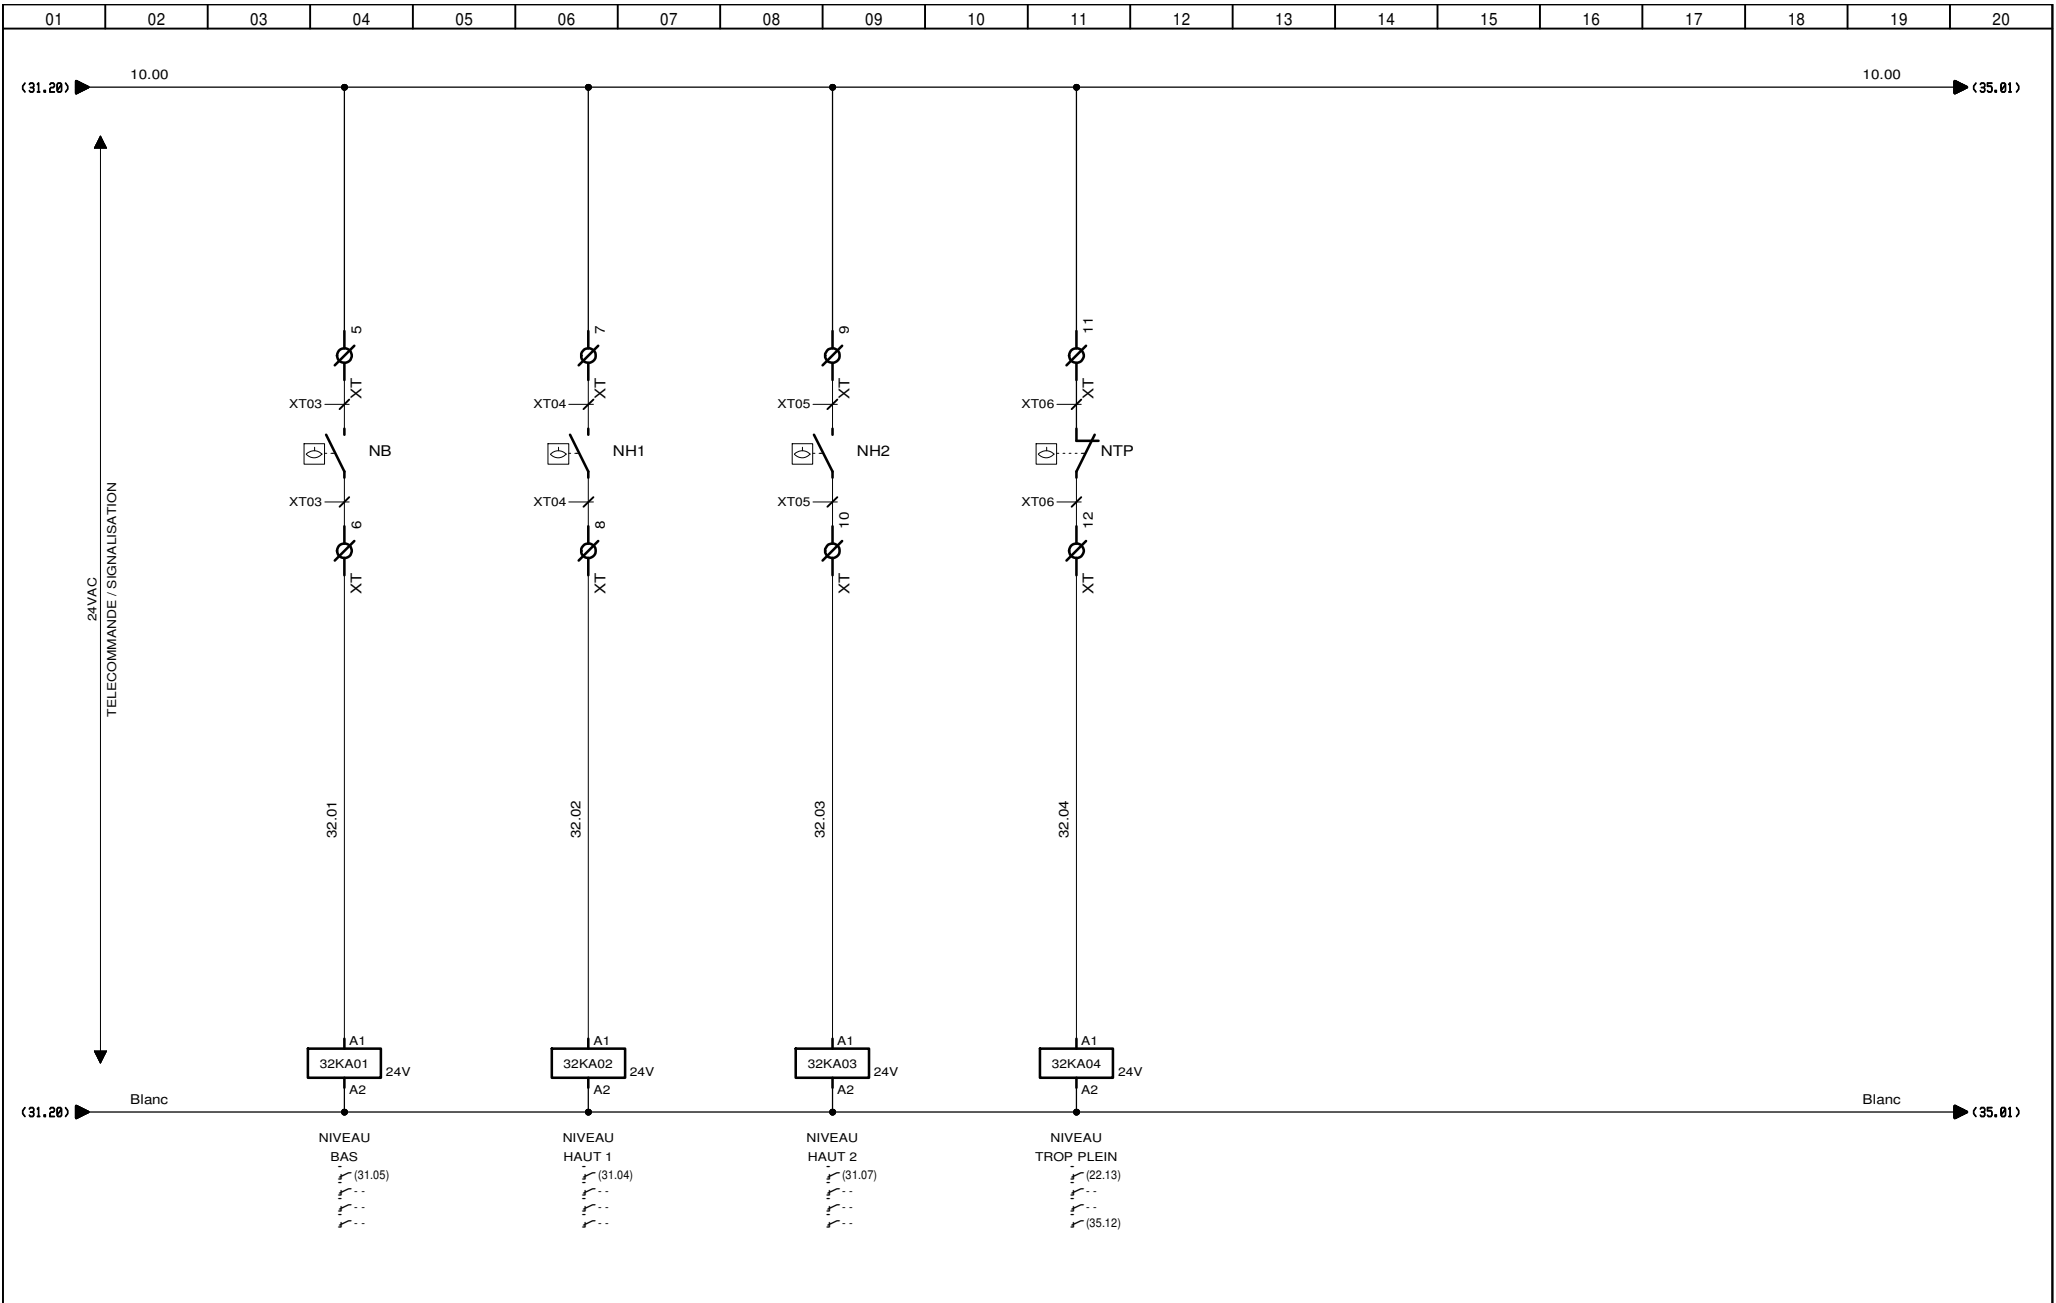 01 02 03 04 05 06 07 08 09 10 11 12 13 14 15 16 17 18 19 20
10.00 10.00
(31.20) (35.01)
5 7 9 11
XT XT XT XT
XT03 XT04 XT05 XT06
NB NH1 NH2 NTP
XT03 XT04 XT05 XT06
6 8 10 12
XT XT XT XT
24VAC
TELECOMMANDE / SIGNALISATION
32.01 32.02 32.03 32.04
A1 A1 A1 A1
32KA01 24V 32KA02 24V 32KA03 24V 32KA04 24V
A2 A2 A2 A2
Blanc Blanc
(31.20) (35.01)
NIVEAU NIVEAU NIVEAU NIVEAU
BAS HAUT 1 HAUT 2 TROP PLEIN
(31.05) (31.04) (31.07) (22.13)
- - - - - - - -
- - - - - - - -
- - - - - - (35.12)